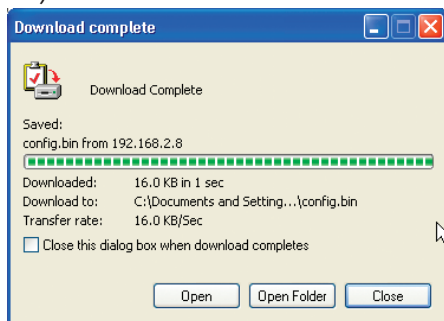 Download complete
Download Complete
Saved:
config.bin from 192.168.2.8
Downloaded: 16.0 KB in 1 sec
Download to: C:\Documents and Setting...\config.bin
Transfer rate: 16.0 KB/Sec
Close this dialog box when download completes
Open Open Folder Close